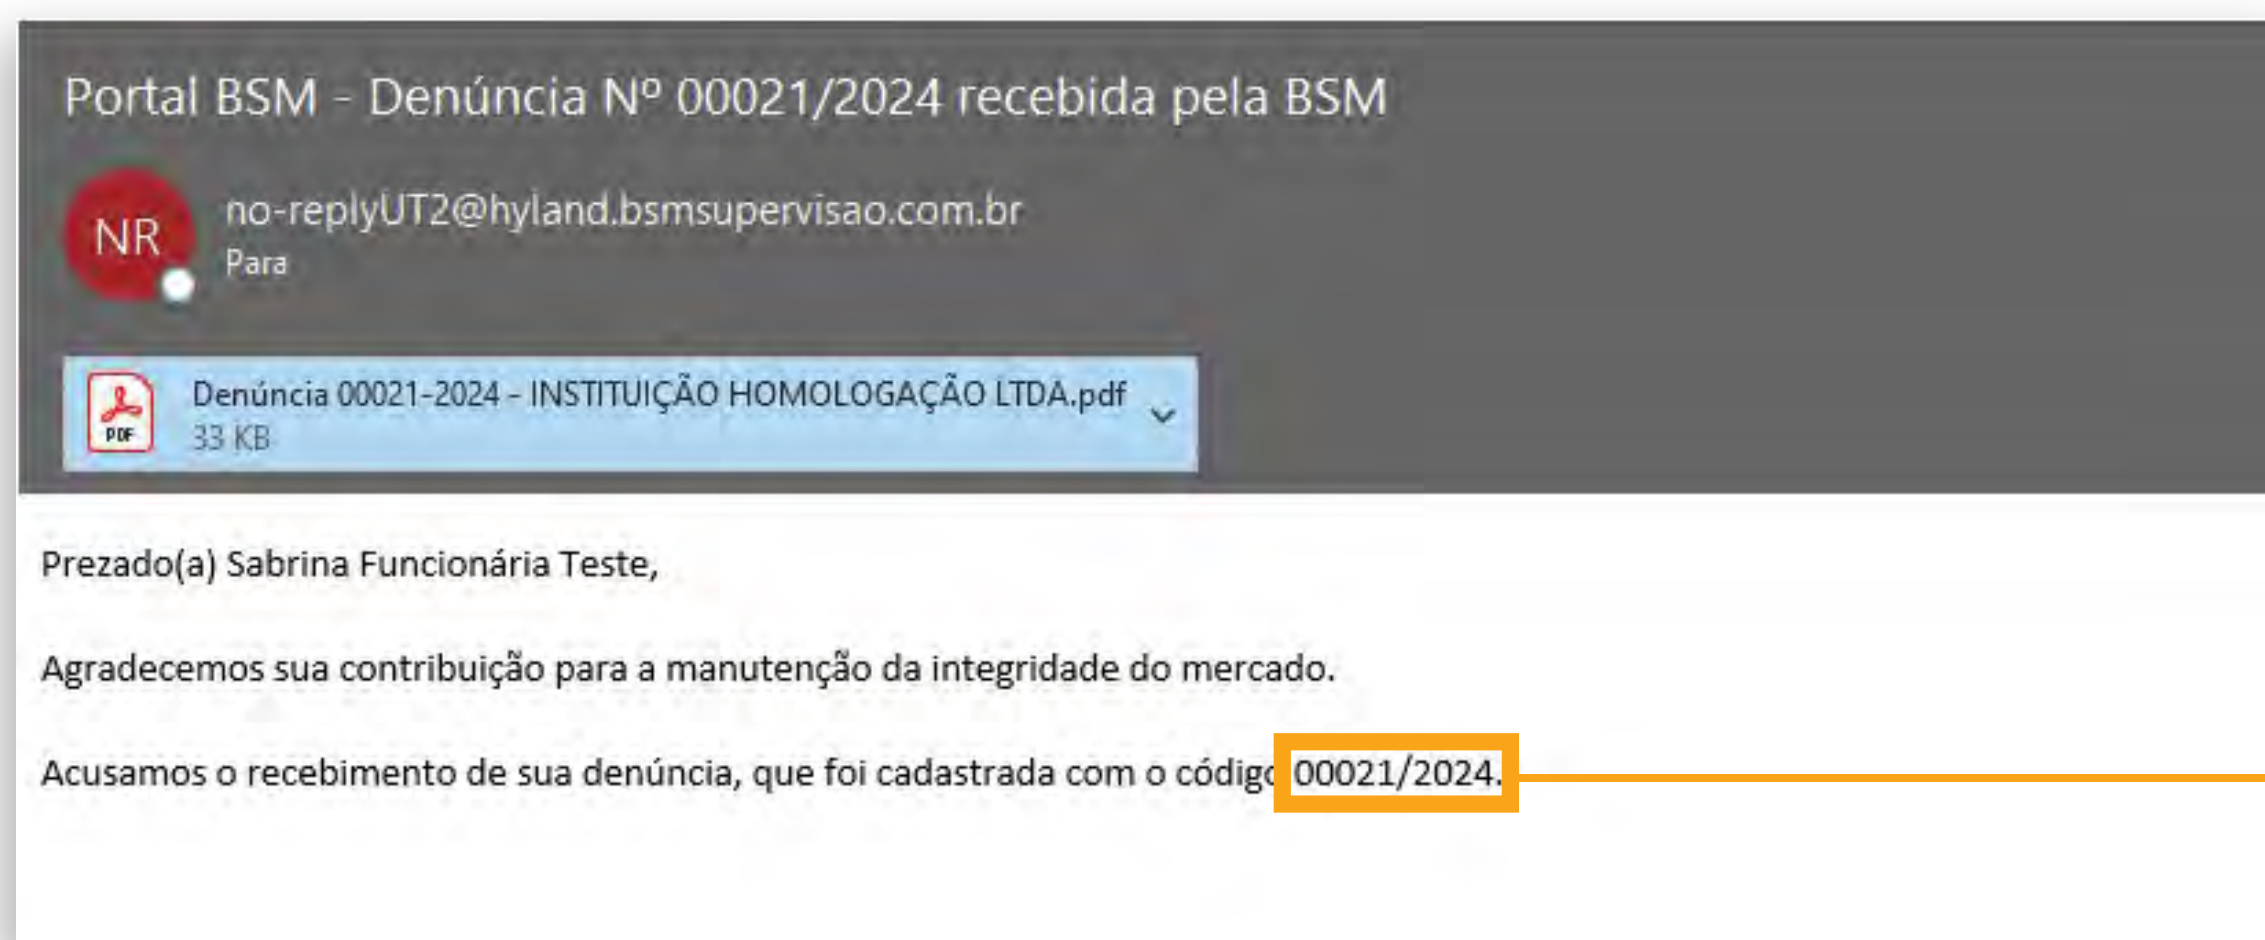 Portal BSM - Denúncia Nº 00021/2024 recebida pela BSM
NR
no-replyUT2@hyland.bsmsupervisao.com.br
Para
Denúncia 00021-2024 - INSTITUIÇÃO HOMOLOGAÇÃO LTDA.pdf
PDF
33 KB
Prezado(a) Sabrina Funcionária Teste,
Agradecemos sua contribuição para a manutenção da integridade do mercado.
Acusamos o recebimento de sua denúncia, que foi cadastrada com o código 00021/2024.